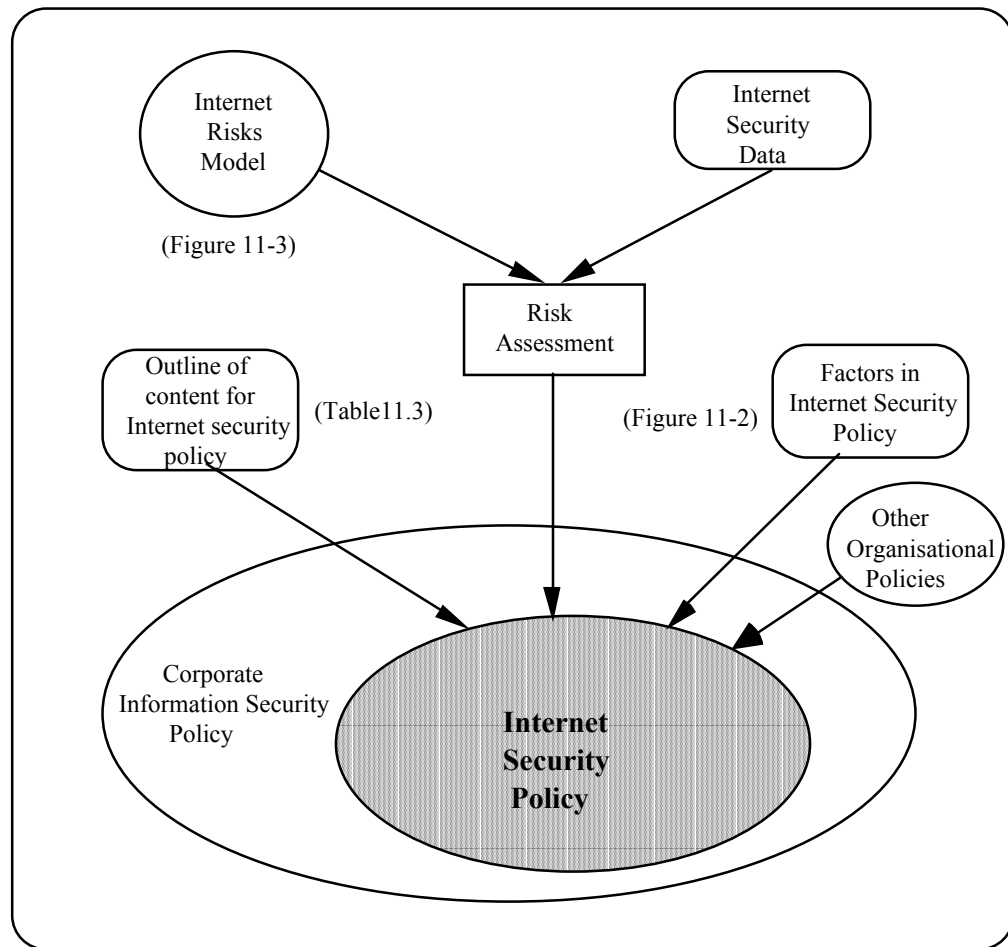 Internet
Risks
Model
Internet
Security
Data
(Figure 11-3)
Risk
Assessment
Outline of
content for
Internet security
policy
(Table11.3)
(Figure 11-2)
Factors in
Internet Security
Policy
Other
Organisational
Policies
Corporate
Information Security
Policy
Internet
Security
Policy